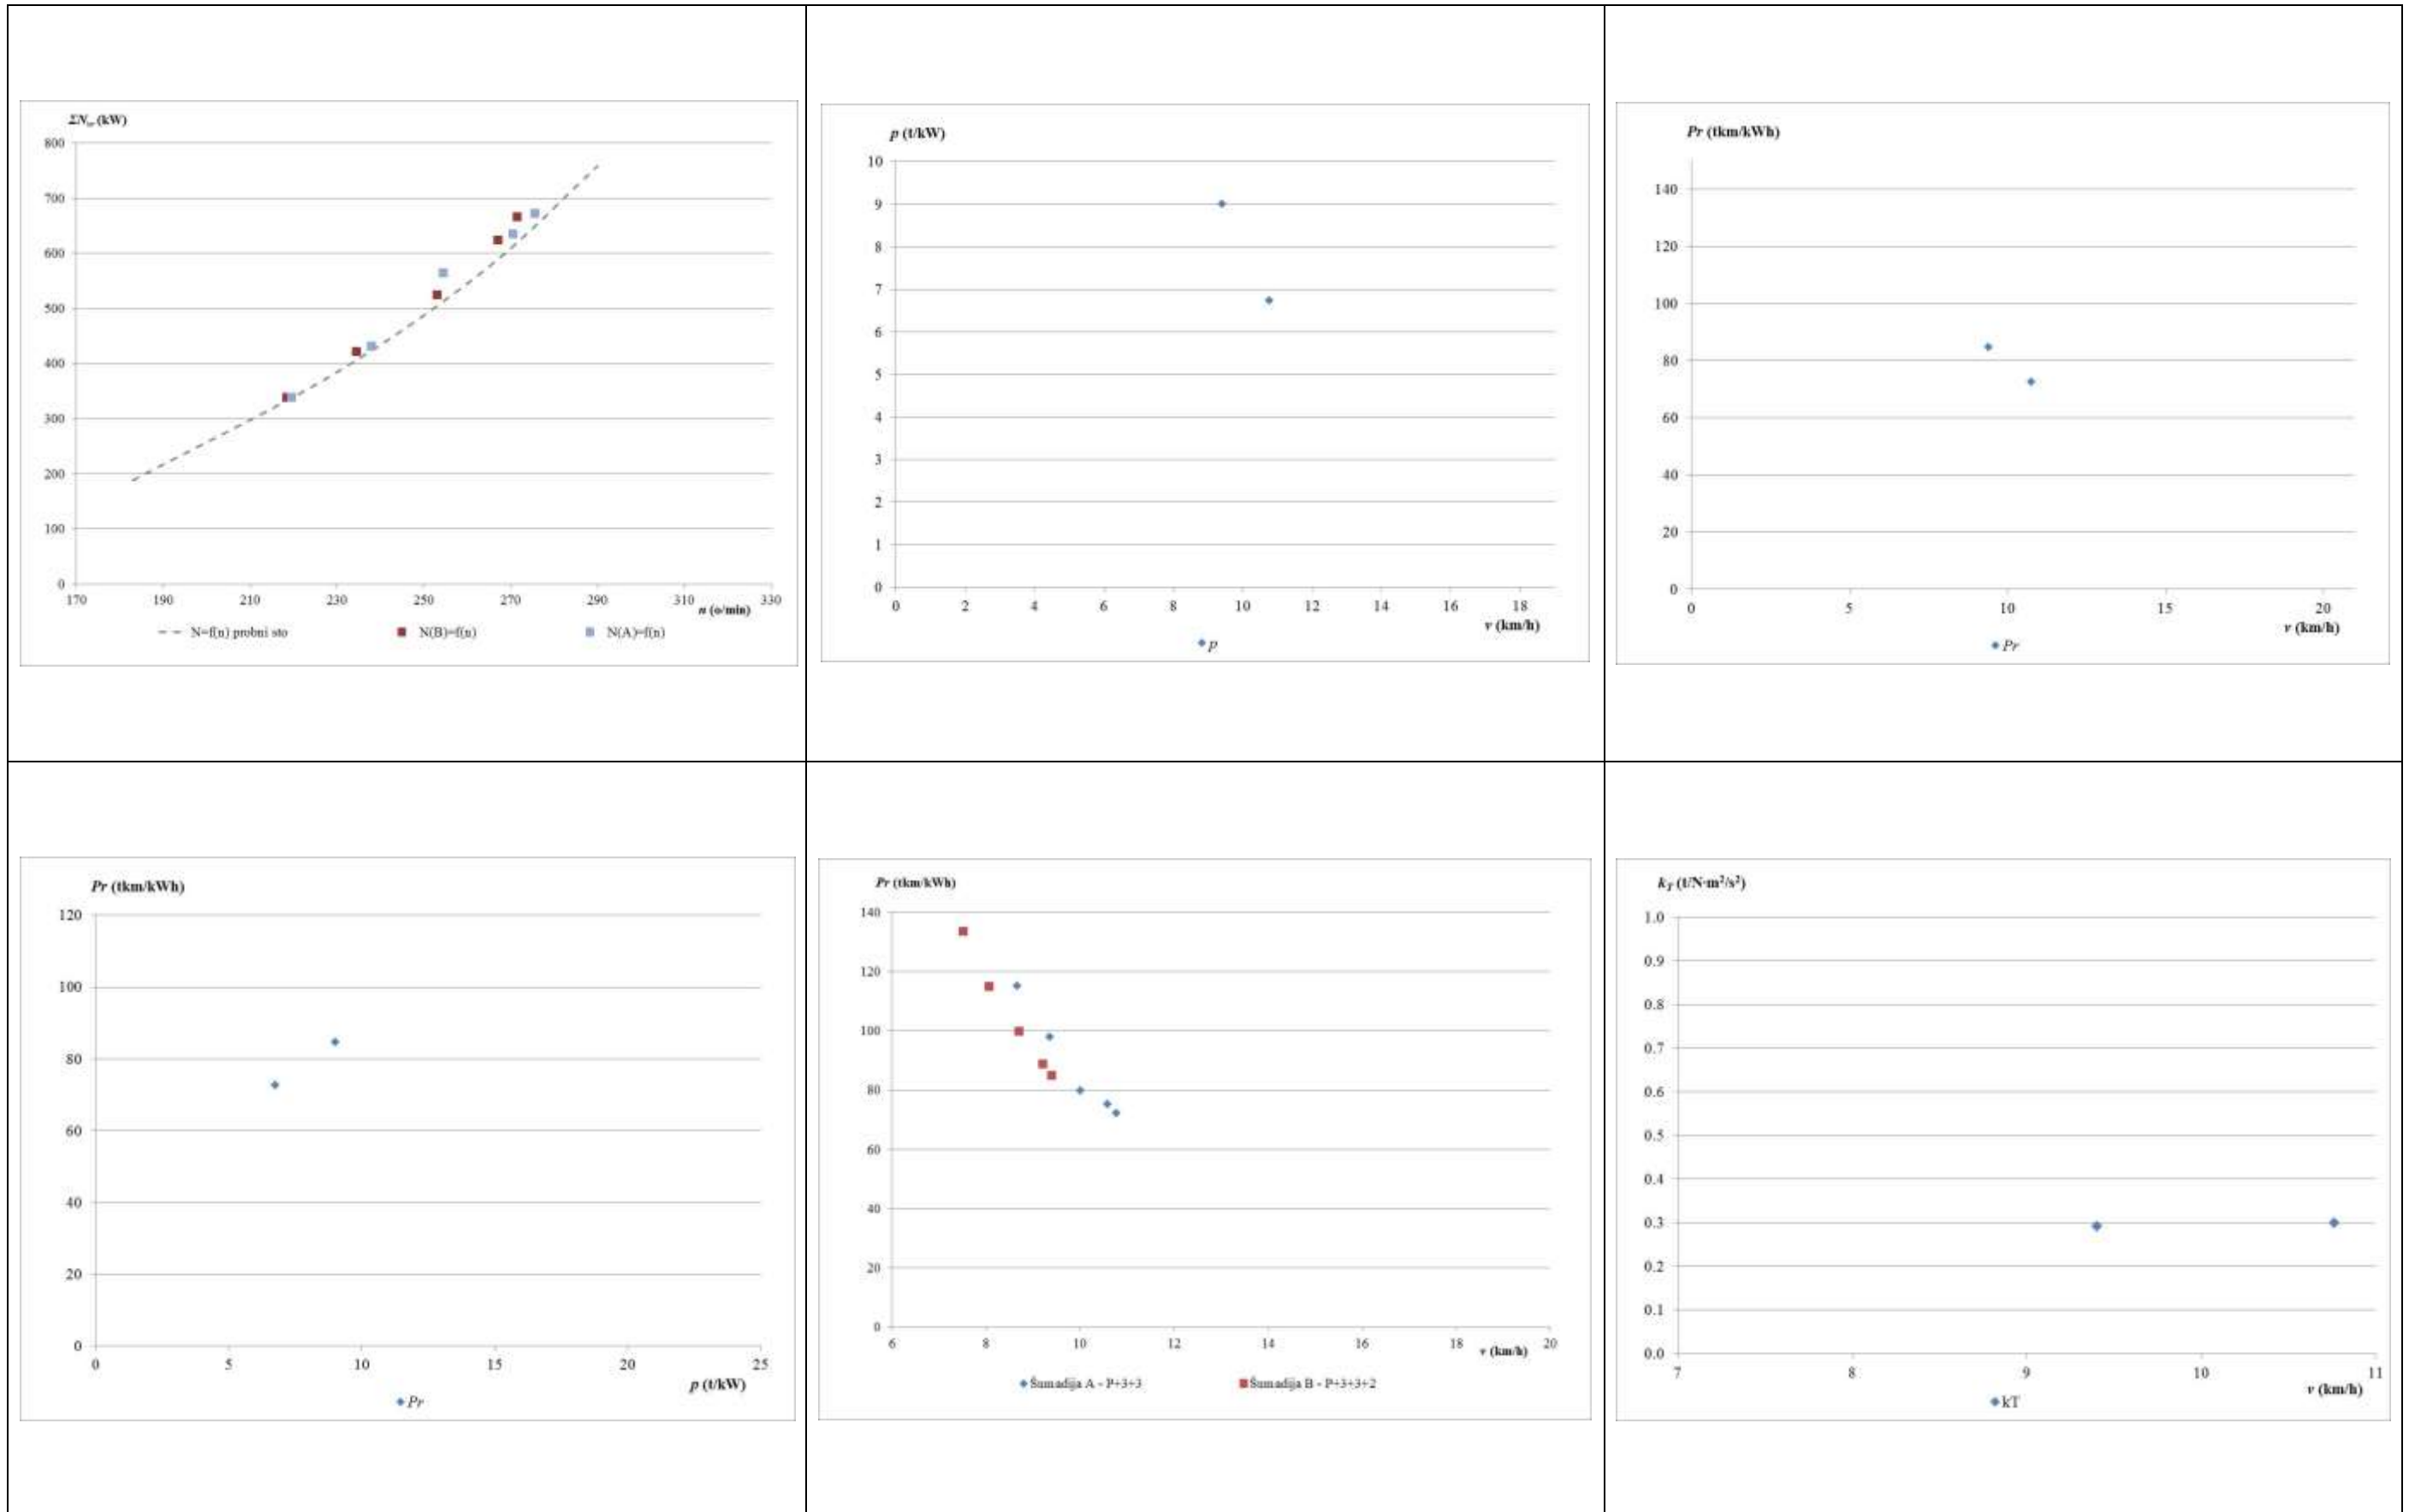 ΣN (kW)
800
700
600
500
400
300
200
100
0
170 190 210 230 250 270 290 310 330
n (o/min)
N=f(n) probni sto N(B)=f(n) N(A)=f(n)
p (t/kW)
10
9
8
7
6
5
4
3
2
1
0
0 2 4 6 8 10 12 14 16 18
v (km/h)
p
Pr (tkm/kWh)
140
120
100
80
60
40
20
0
0 5 10 15 20
v (km/h)
Pr
Pr (tkm/kWh)
120
100
80
60
40
20
0
0 5 10 15 20 25
p (t/kW)
Pr
Pr (tkm/kWh)
140
120
100
80
60
40
20
0
6 8 10 12 14 16 18 20
v (km/h)
Šumadija A - P+3+3 Šumadija B - P+3+3+2
k_T (t/N·m²/s²)
1.0
0.9
0.8
0.7
0.6
0.5
0.4
0.3
0.2
0.1
0.0
7 8 9 10 11
v (km/h)
kT